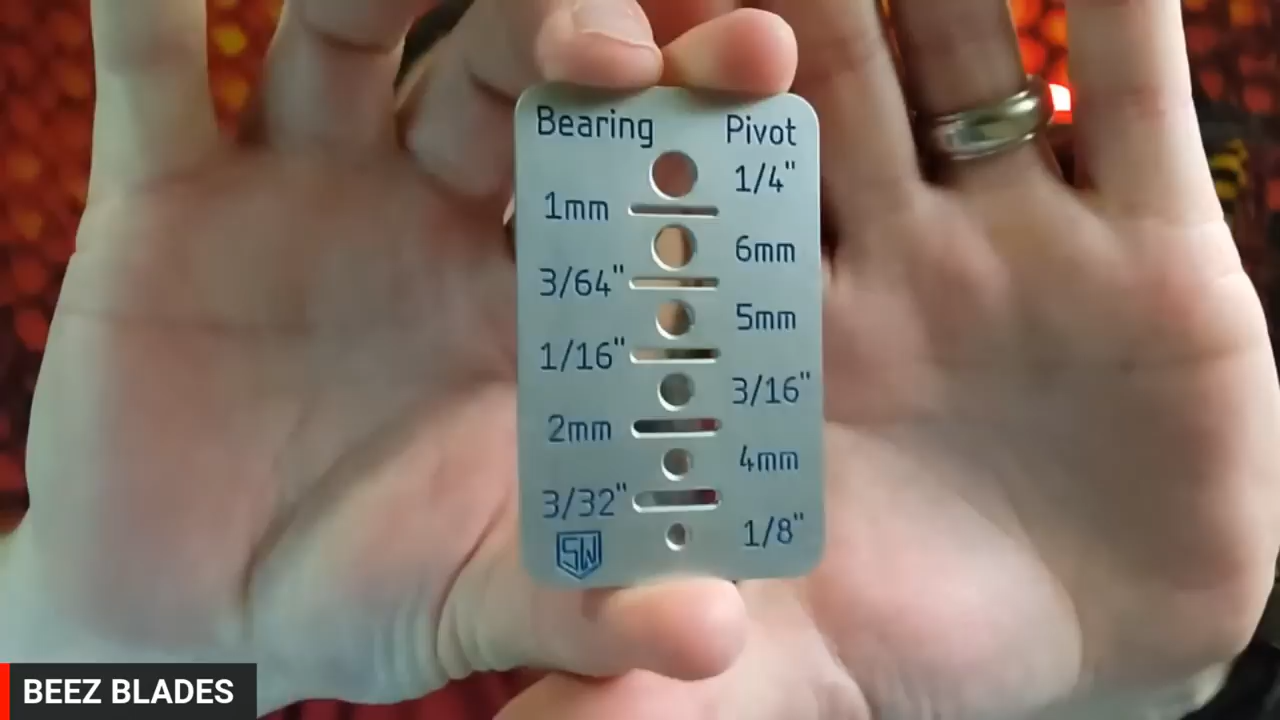 Bearing Pivot
1/4"
1mm
6mm
3/64"
5mm
1/16"
3/16"
2mm
4mm
3/32"
1/8"
SW
BEEZ BLADES